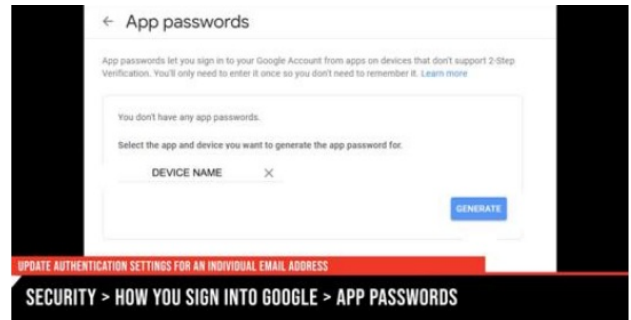 ← App passwords
App passwords let you sign in to your Google Account from apps on devices that don't support 2-Step
Verification. You'll only need to enter it once so you don't need to remember it. Learn more
You don't have any app passwords.
Select the app and device you want to generate the app password for.
DEVICE NAME ×
GENERATE
UPDATE AUTHENTICATION SETTINGS FOR AN INDIVIDUAL EMAIL ADDRESS
SECURITY > HOW YOU SIGN INTO GOOGLE > APP PASSWORDS